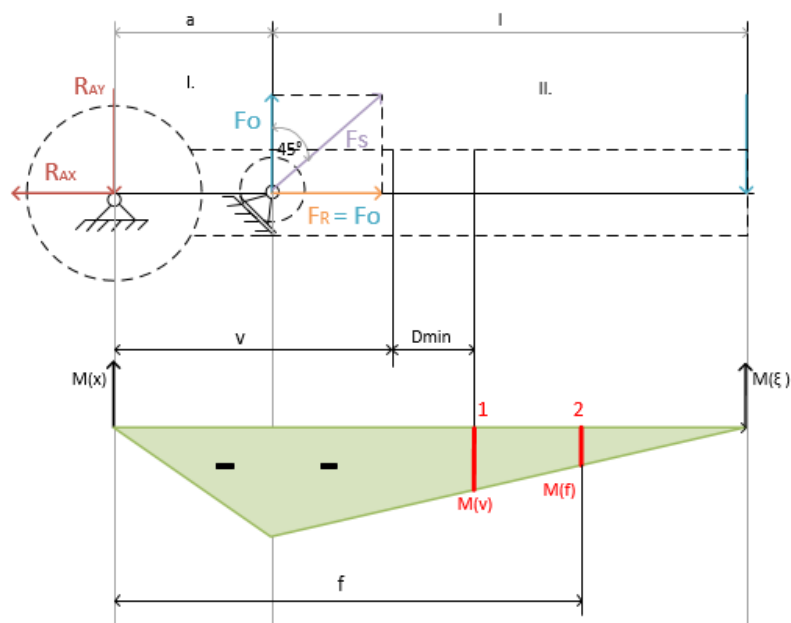 a
l
I.
II.
RAY
Fo
45°
Fs
RAX
FR = Fo
v
Dmin
M(x)
M(ξ )
1
2
M(v)
M(f)
f